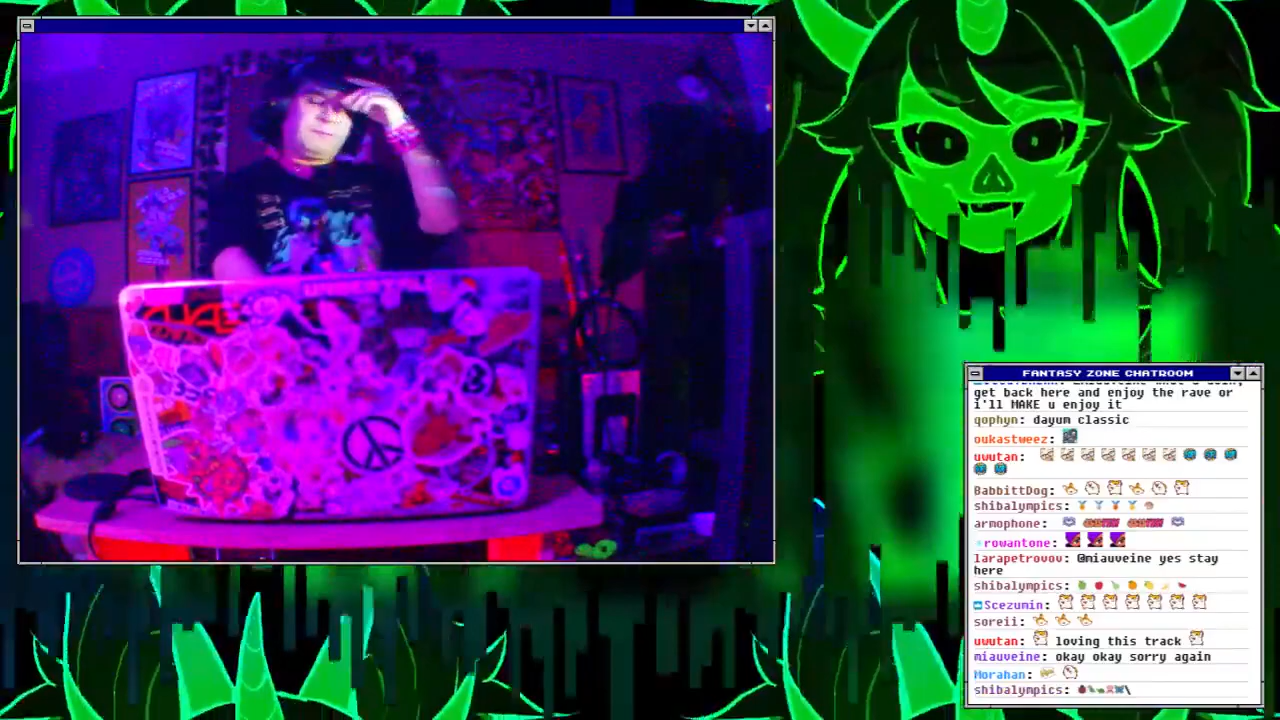 FANTASY ZONE CHATROOM
get back here and enjoy the rave or
i'll MAKE u enjoy it
qophyn: dayum classic
oukastweez:
uwutan:
BabbittDog:
shibalympics:
armophone:
rowantone:
larapetrovov: @miauveine yes stay
here
shibalympics:
Scezumin:
soreii:
uwutan: loving this track
miauveine: okay okay sorry again
Morahan:
shibalympics: \